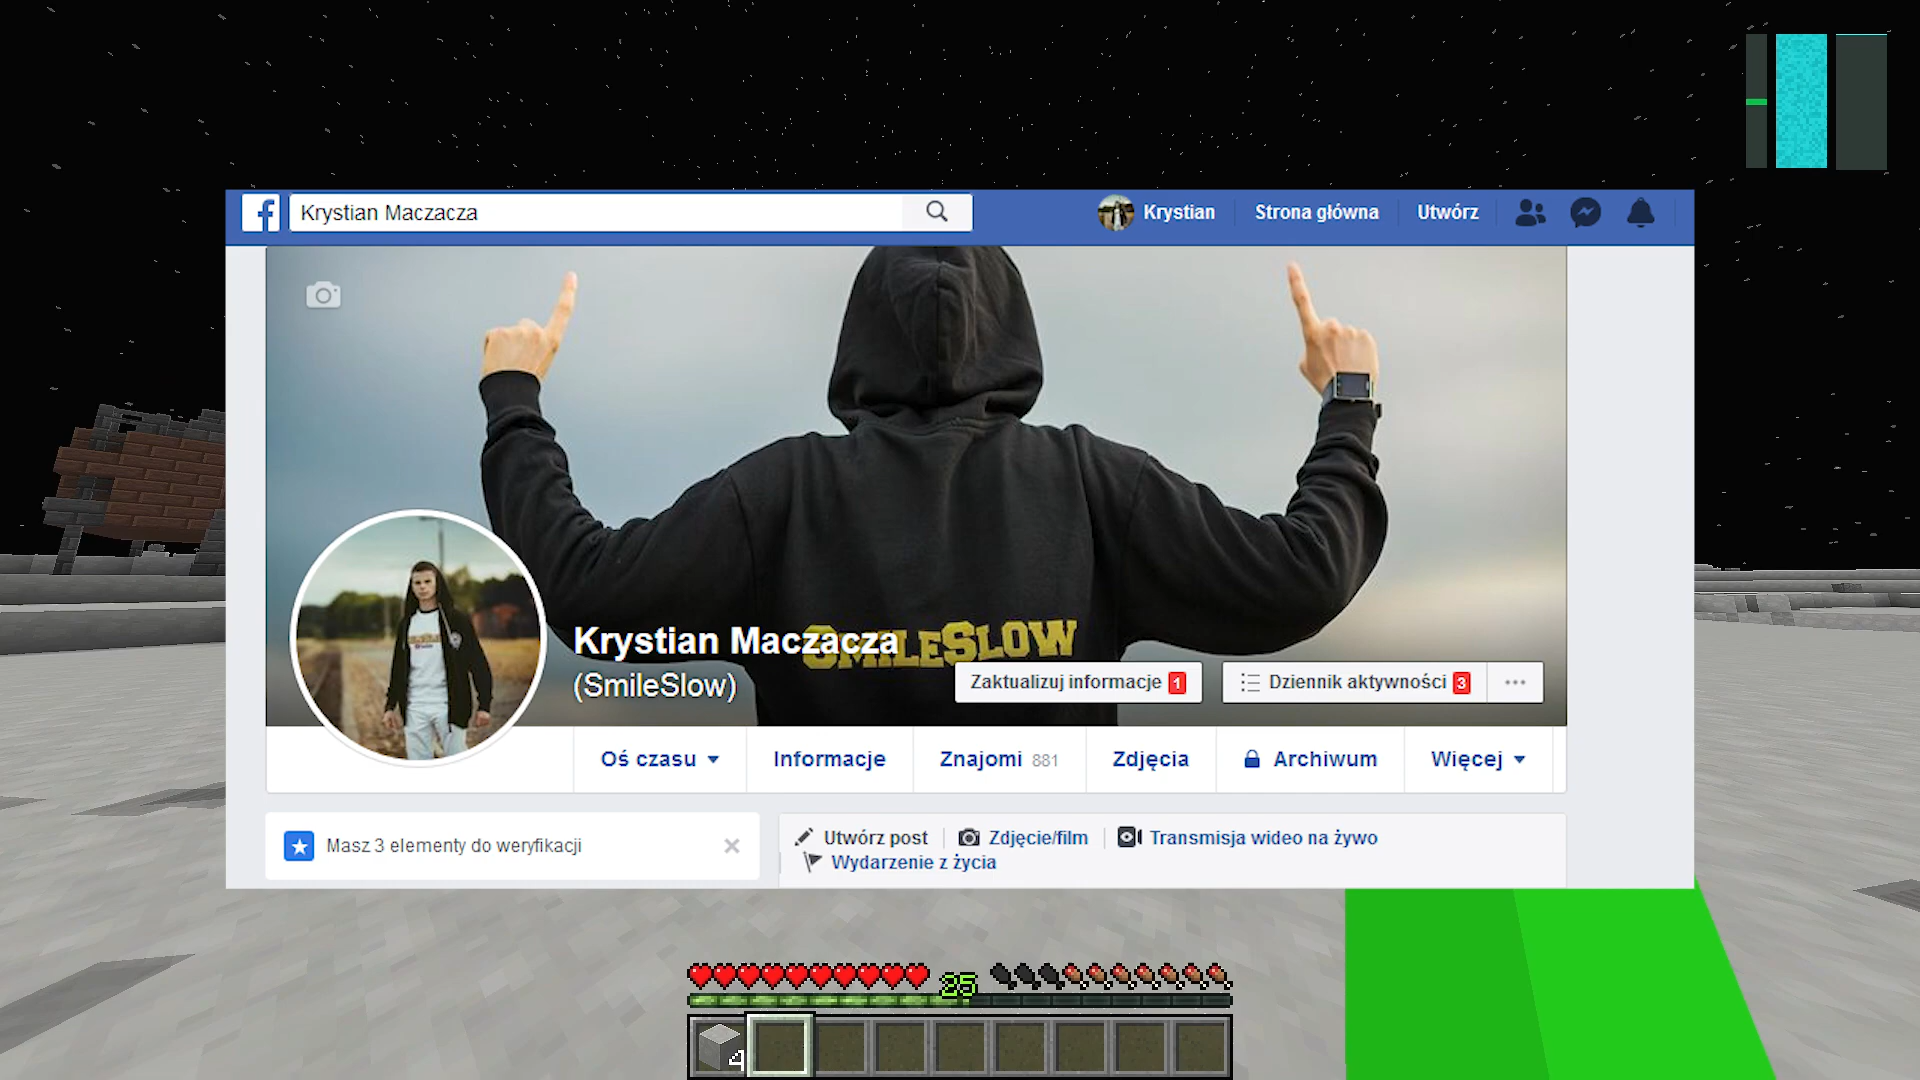 Krystian Maczacza
Krystian
Strona główna
Utwórz
SMILESLOW
Krystian Maczacza
(SmileSlow)
Zaktualizuj informacje 1
Dziennik aktywności 3
Oś czasu
Informacje
Znajomi 881
Zdjęcia
Archiwum
Więcej
Masz 3 elementy do weryfikacji
Utwórz post
Zdjęcie/film
Transmisja wideo na żywo
Wydarzenie z życia
25
4